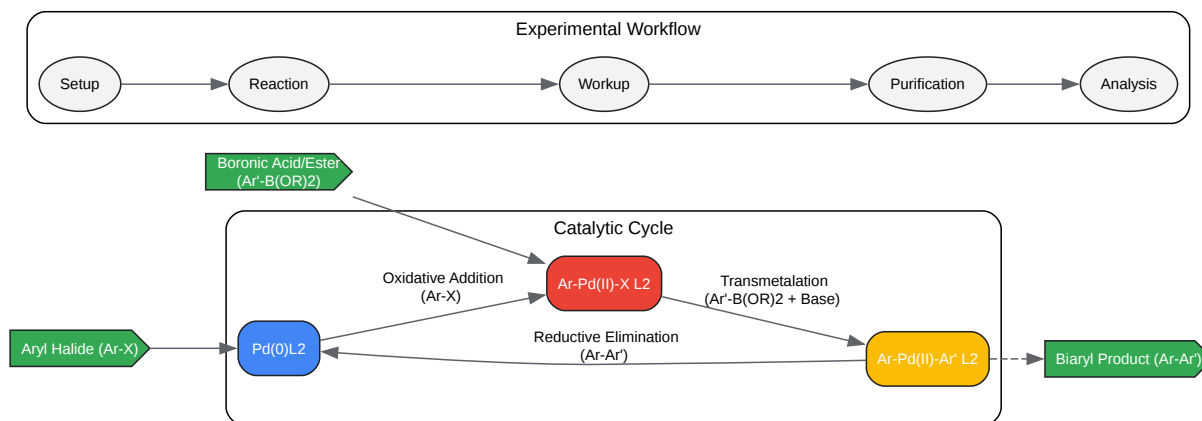 Experimental Workflow
Setup
Reaction
Workup
Purification
Analysis
Boronic Acid/Ester
(Ar'-B(OR)2)
Catalytic Cycle
Oxidative Addition
(Ar-X)
Ar-Pd(II)-X L2
Transmetalation
(Ar'-B(OR)2 + Base)
Aryl Halide (Ar-X)
Pd(0)L2
Reductive Elimination
(Ar-Ar')
Ar-Pd(II)-Ar' L2
Biaryl Product (Ar-Ar')